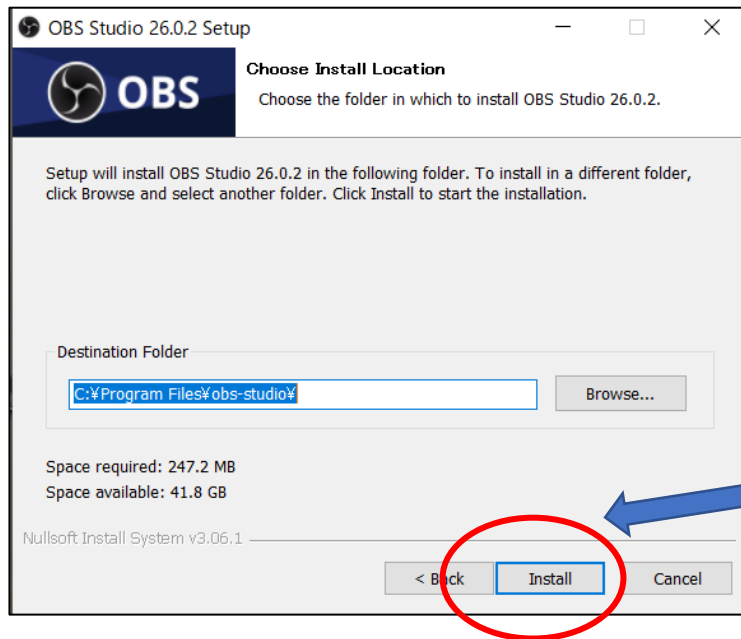 OBS Studio 26.0.2 Setup
OBS
Choose Install Location
Choose the folder in which to install OBS Studio 26.0.2.
Setup will install OBS Studio 26.0.2 in the following folder. To install in a different folder,
click Browse and select another folder. Click Install to start the installation.
Destination Folder
C:¥Program Files¥obs-studio¥
Browse...
Space required: 247.2 MB
Space available: 41.8 GB
Nullsoft Install System v3.06.1
< Back
Install
Cancel